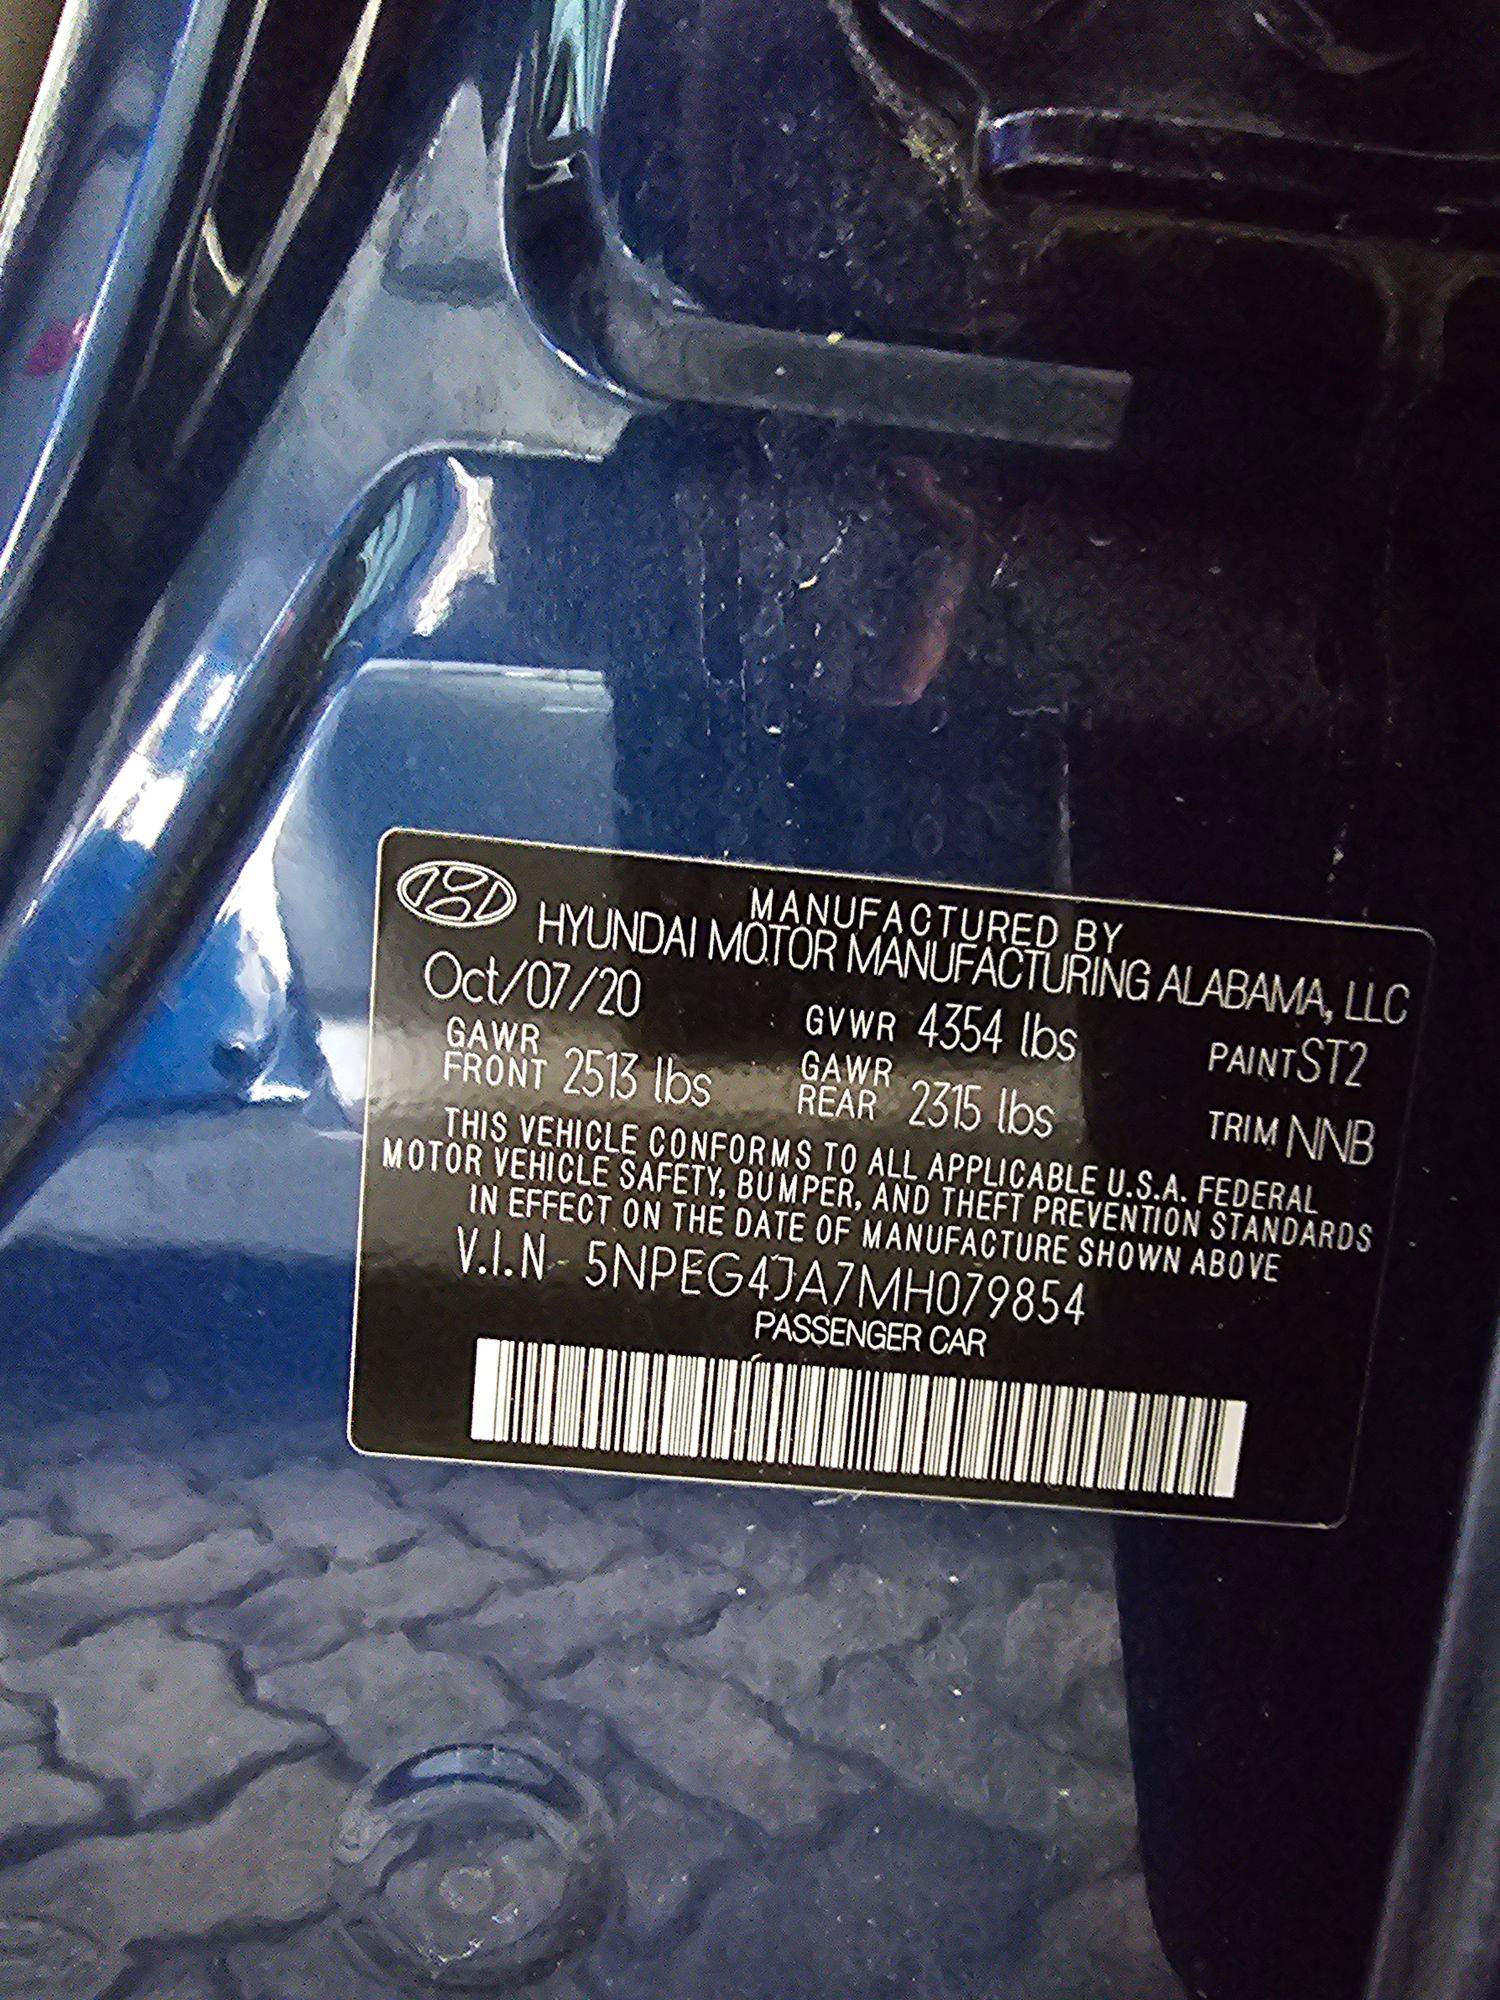 MANUFACTURED BY
HYUNDAI MOTOR MANUFACTURING ALABAMA, LLC
Oct/07/20 GVWR 4354 lbs PAINT ST2
GAWR FRONT 2513 lbs GAWR REAR 2315 lbs TRIM NNB
THIS VEHICLE CONFORMS TO ALL APPLICABLE U.S.A. FEDERAL
MOTOR VEHICLE SAFETY, BUMPER, AND THEFT PREVENTION STANDARDS
IN EFFECT ON THE DATE OF MANUFACTURE SHOWN ABOVE
V.I.N 5NPEG4JA7MH079854
PASSENGER CAR